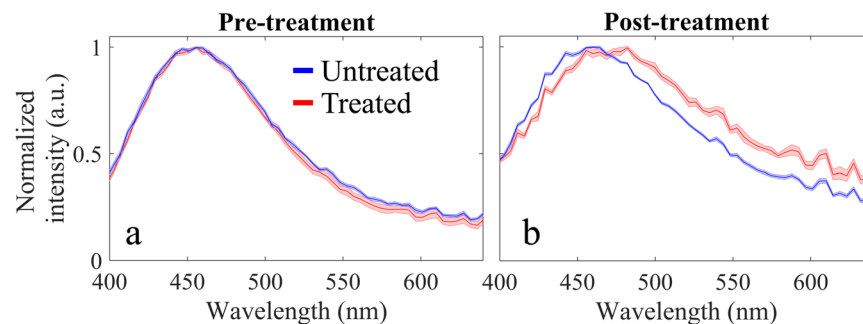 Pre-treatment
Post-treatment
Normalized
intensity (a.u.)
1
0.5
0
Untreated
Treated
a
b
400 450 500 550 600
400 450 500 550 600
Wavelength (nm)
Wavelength (nm)